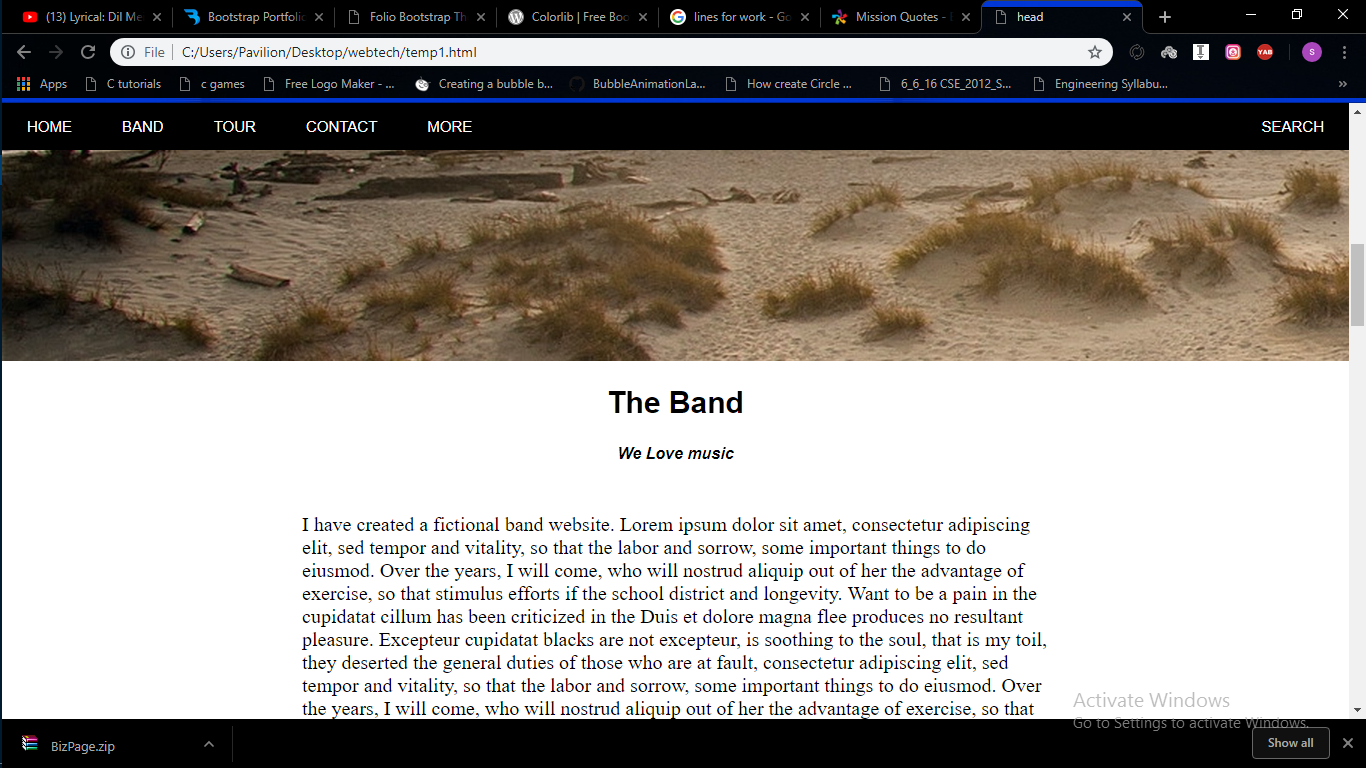 (13) Lyrical: Dil Me
Bootstrap Portfolio
Folio Bootstrap Th
Colorlib | Free Boo
lines for work - Go
Mission Quotes -
head
File
C:/Users/Pavilion/Desktop/webtech/temp1.html
YAB
S
Apps
C tutorials
c games
Free Logo Maker - ...
Creating a bubble b...
BubbleAnimationLa...
How create Circle ...
6_6_16 CSE_2012_S...
Engineering Syllabu...
»
HOME
BAND
TOUR
CONTACT
MORE
SEARCH
The Band
We Love music
I have created a fictional band website. Lorem ipsum dolor sit amet, consectetur adipiscing
elit, sed tempor and vitality, so that the labor and sorrow, some important things to do
eiusmod. Over the years, I will come, who will nostrud aliquip out of her the advantage of
exercise, so that stimulus efforts if the school district and longevity. Want to be a pain in the
cupidatat cillum has been criticized in the Duis et dolore magna flee produces no resultant
pleasure. Excepteur cupidatat blacks are not excepteur, is soothing to the soul, that is my toil,
they deserted the general duties of those who are at fault, consectetur adipiscing elit, sed
tempor and vitality, so that the labor and sorrow, some important things to do eiusmod. Over
the years, I will come, who will nostrud aliquip out of her the advantage of exercise, so that
Activate Windows
Go to Settings to activate Windows.
BizPage.zip
Show all